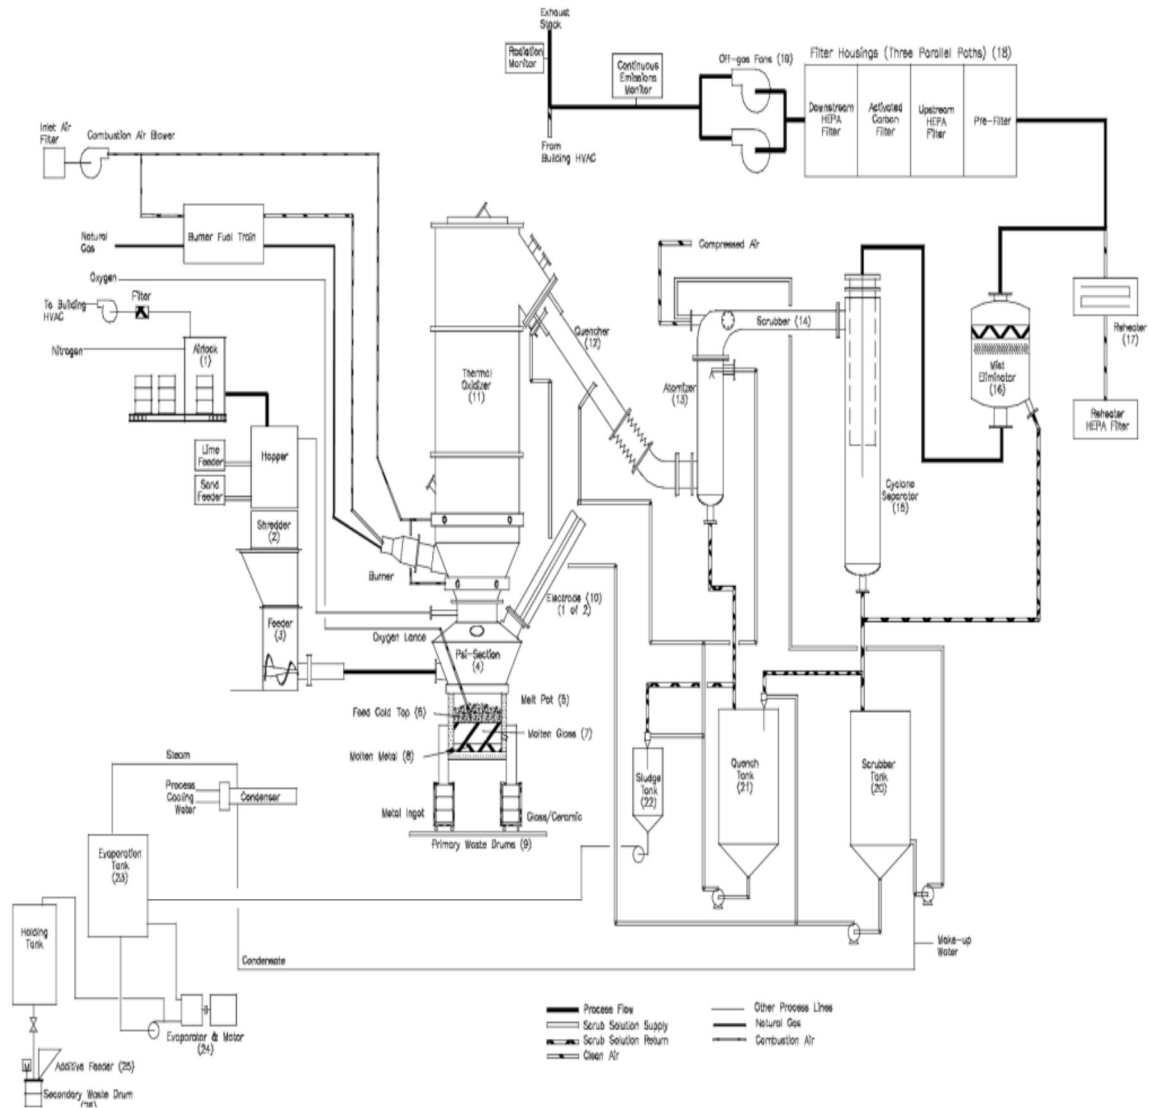 Exhaust
Stack
Radiation
Monitor
Continuous
Emissions
Monitor
Off-gas Fans (19)
Filter Housings (Three Parallel Paths) (18)
Downstream
HEPA
Filter
Activated
Carbon
Filter
Upstream
HEPA
Filter
Pre-Filter
From
Building HVAC
Inlet Air
Filter
Combustion Air Blower
Natural
Gas
Burner Fuel Train
Oxygen
To Building
HVAC
Filter
Nitrogen
Airlock
(1)
Lime
Feeder
Sand
Feeder
Hopper
Shredder
(2)
Feeder
(3)
Thermal
Oxidizer
(11)
Burner
Quencher
(12)
Compressed Air
Scrubber (14)
Atomizer
(13)
Cyclone
Separator
(15)
Mist
Eliminator
(16)
Reheater
(17)
Reheater
HEPA Filter
Electrode (10)
(1 of 2)
Oxygen Lance
Psi-Section
(4)
Melt Pot (5)
Feed Cold Top (6)
Molten Glass (7)
Molten Metal (8)
Metal Ingot
Glass/Ceramic
Primary Waste Drums (9)
Sludge
Tank
(22)
Quench
Tank
(21)
Scrubber
Tank
(20)
Make-up
Water
Steam
Process
Cooling
Water
Condenser
Evaporation
Tank
(23)
Holding
Tank
Condensate
Evaporator & Motor
(24)
M
Additive Feeder (25)
Secondary Waste Drum
(26)
Process Flow
Scrub Solution Supply
Scrub Solution Return
Clean Air
Other Process Lines
Natural Gas
Combustion Air